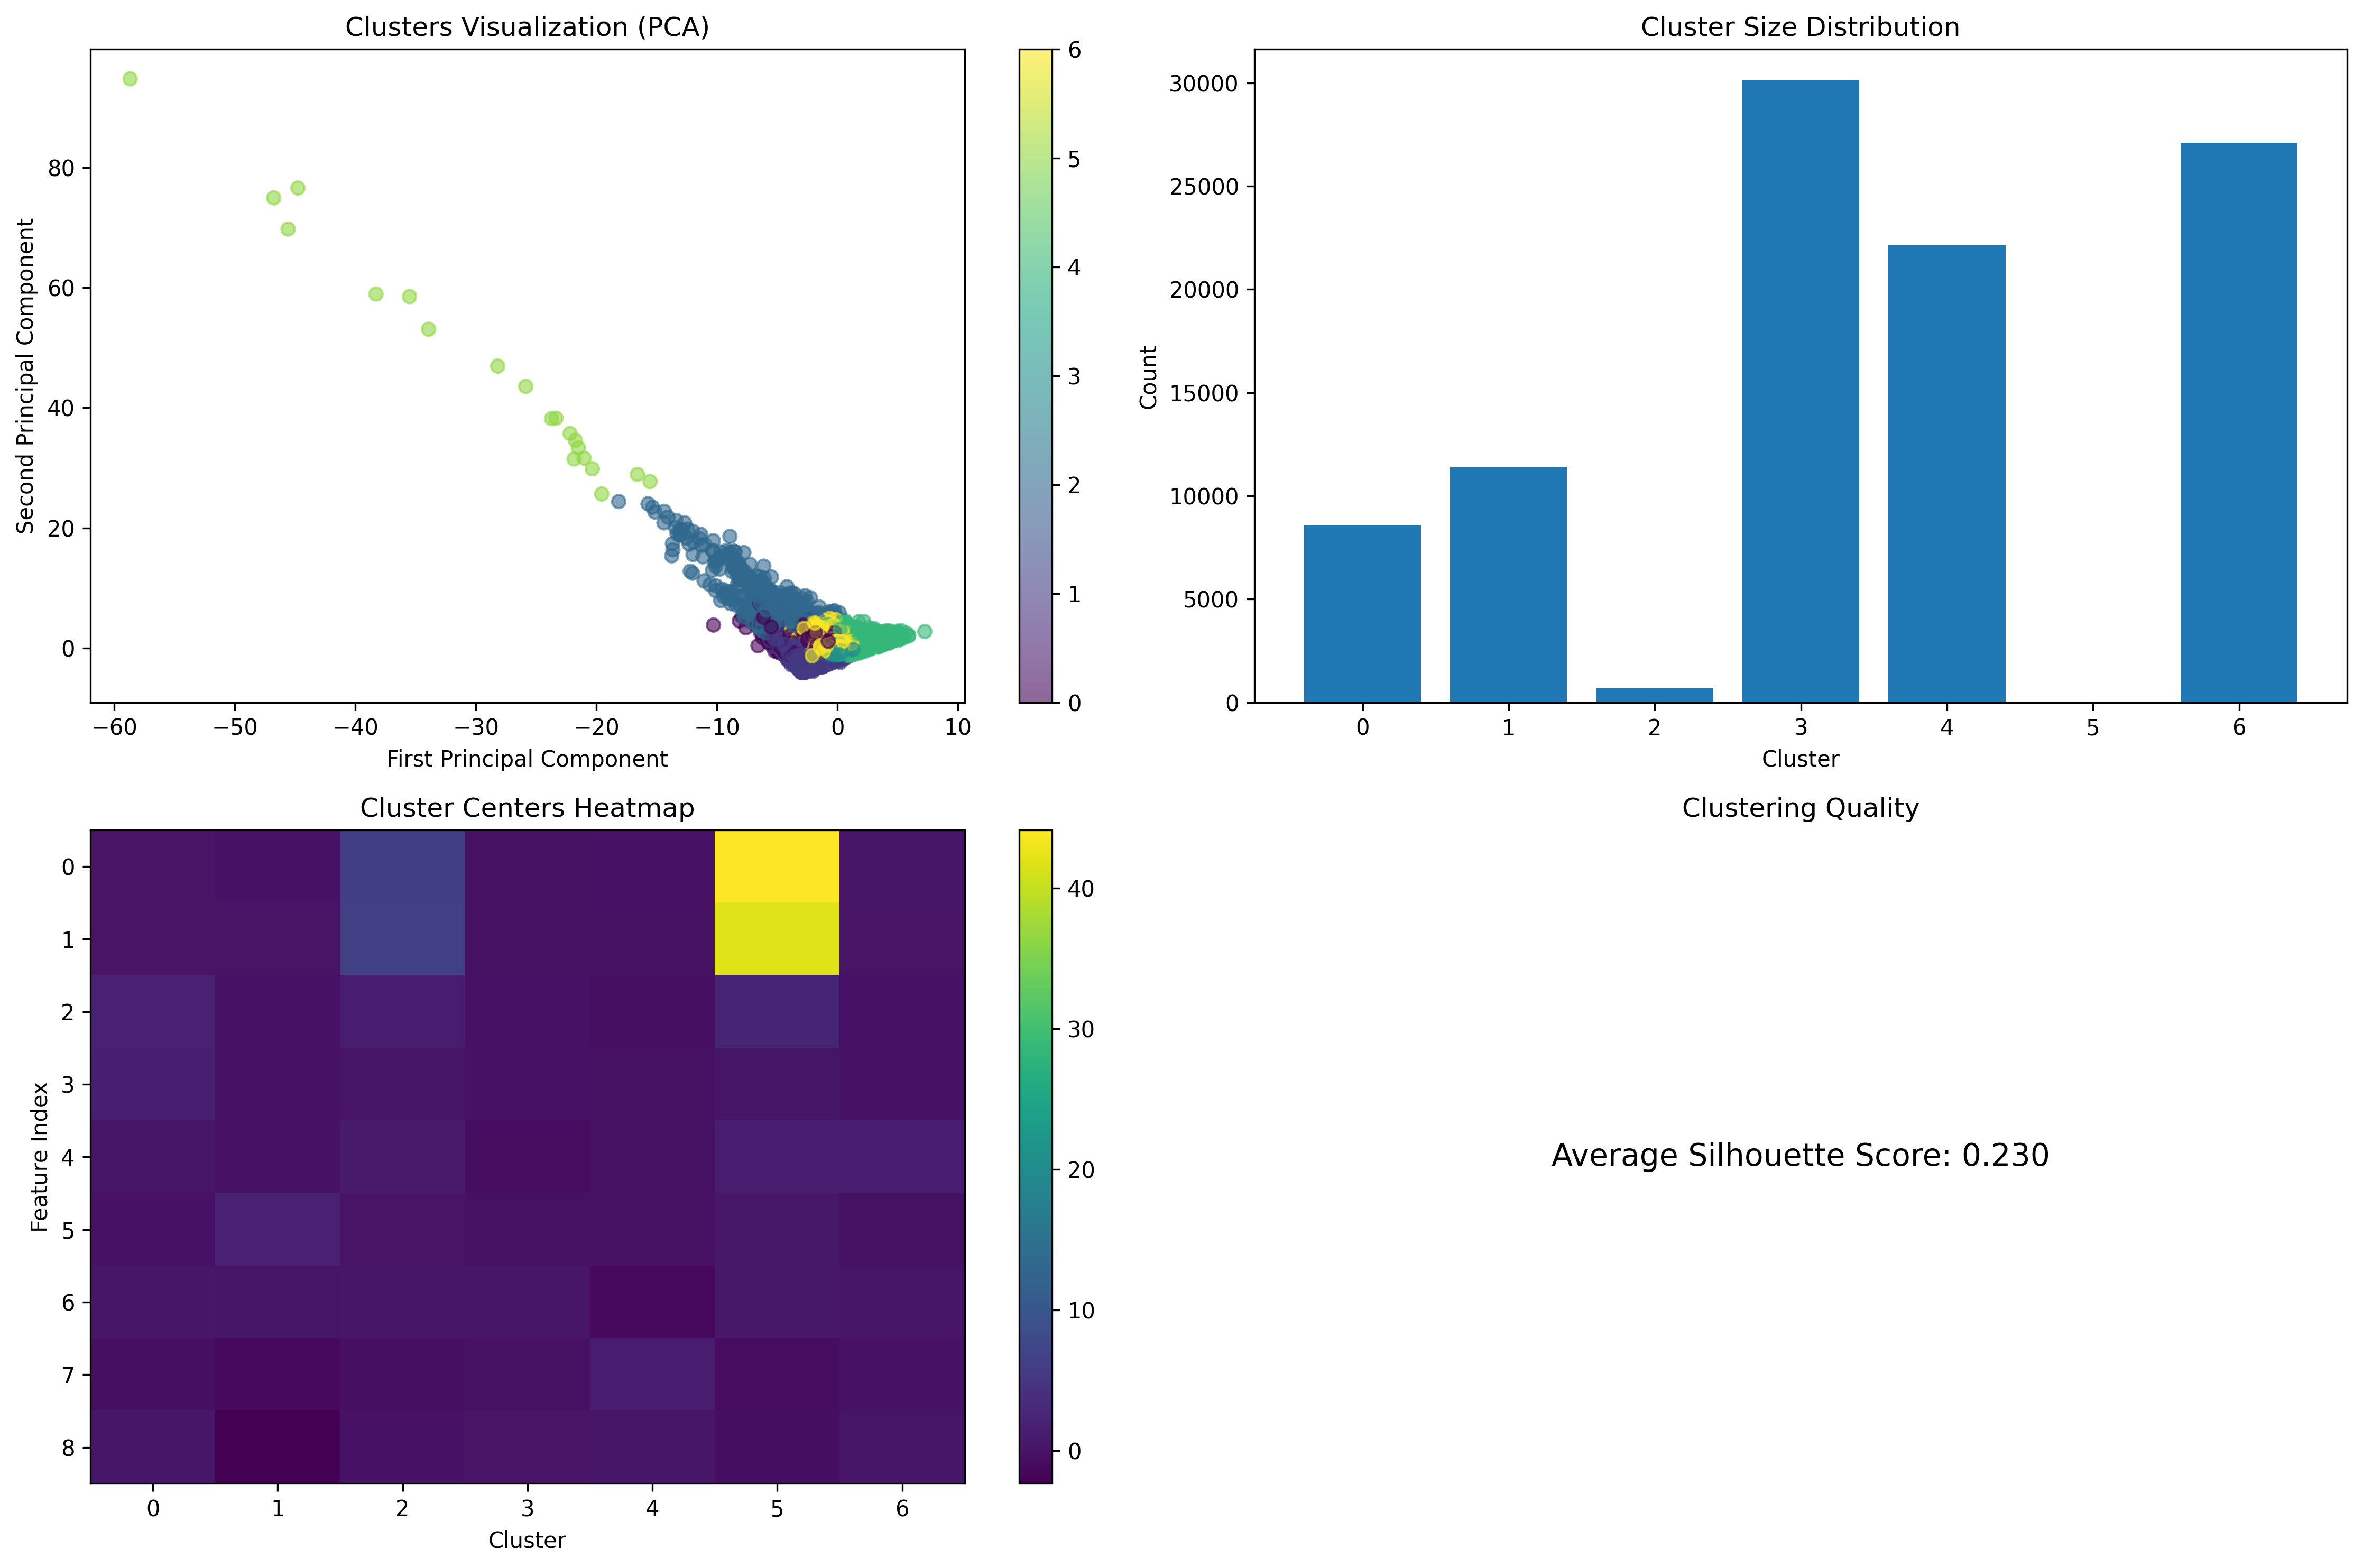 Clusters Visualization (PCA)
Second Principal Component
80
60
40
20
0
−60 −50 −40 −30 −20 −10 0 10
First Principal Component
6
5
4
3
2
1
0
Cluster Size Distribution
Count
30000
25000
20000
15000
10000
5000
0
0 1 2 3 4 5 6
Cluster
Cluster Centers Heatmap
Feature Index
0
1
2
3
4
5
6
7
8
0 1 2 3 4 5 6
Cluster
40
30
20
10
0
Clustering Quality
Average Silhouette Score: 0.230